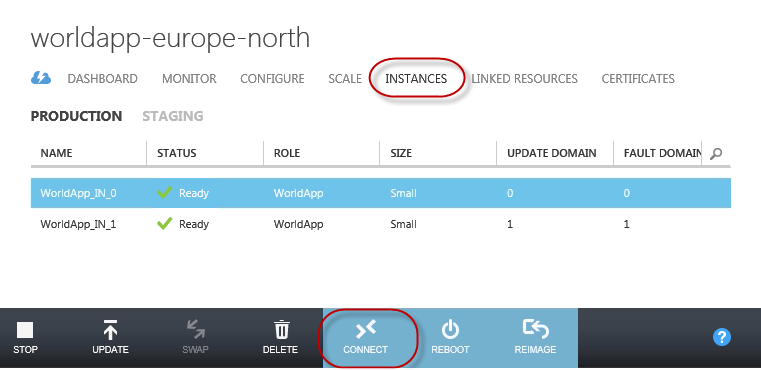 worldapp-europe-north
DASHBOARD MONITOR CONFIGURE SCALE INSTANCES LINKED RESOURCES CERTIFICATES
PRODUCTION STAGING
NAME STATUS ROLE SIZE UPDATE DOMAIN FAULT DOMAIN
WorldApp_IN_0 Ready WorldApp Small 0 0
WorldApp_IN_1 Ready WorldApp Small 1 1
STOP UPDATE SWAP DELETE CONNECT REBOOT REIMAGE ?